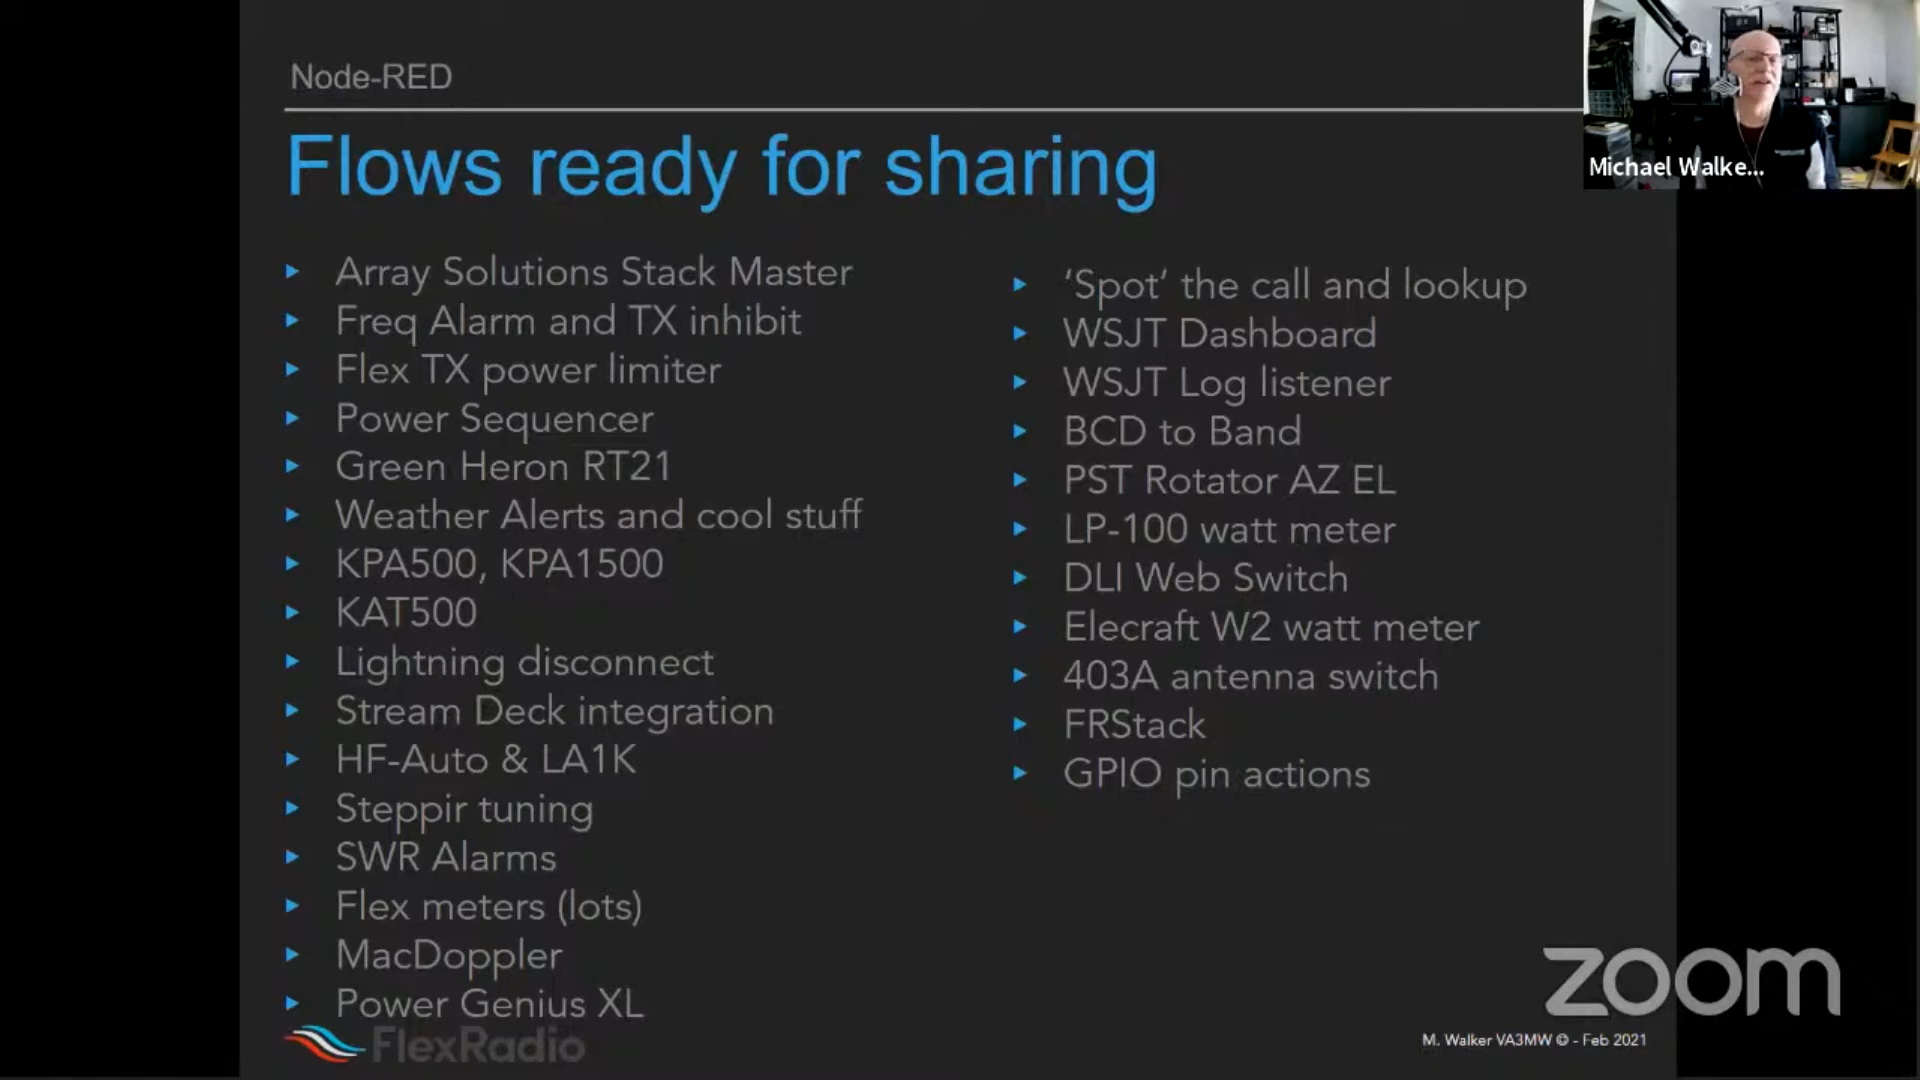 Node-RED
Flows ready for sharing
Array Solutions Stack Master
Freq Alarm and TX inhibit
Flex TX power limiter
Power Sequencer
Green Heron RT21
Weather Alerts and cool stuff
KPA500, KPA1500
KAT500
Lightning disconnect
Stream Deck integration
HF-Auto & LA1K
Steppir tuning
SWR Alarms
Flex meters (lots)
MacDoppler
Power Genius XL
‘Spot’ the call and lookup
WSJT Dashboard
WSJT Log listener
BCD to Band
PST Rotator AZ EL
LP-100 watt meter
DLI Web Switch
Elecraft W2 watt meter
403A antenna switch
FRStack
GPIO pin actions
Michael Walke...
FlexRadio
zoom
M. Walker VA3MW © - Feb 2021